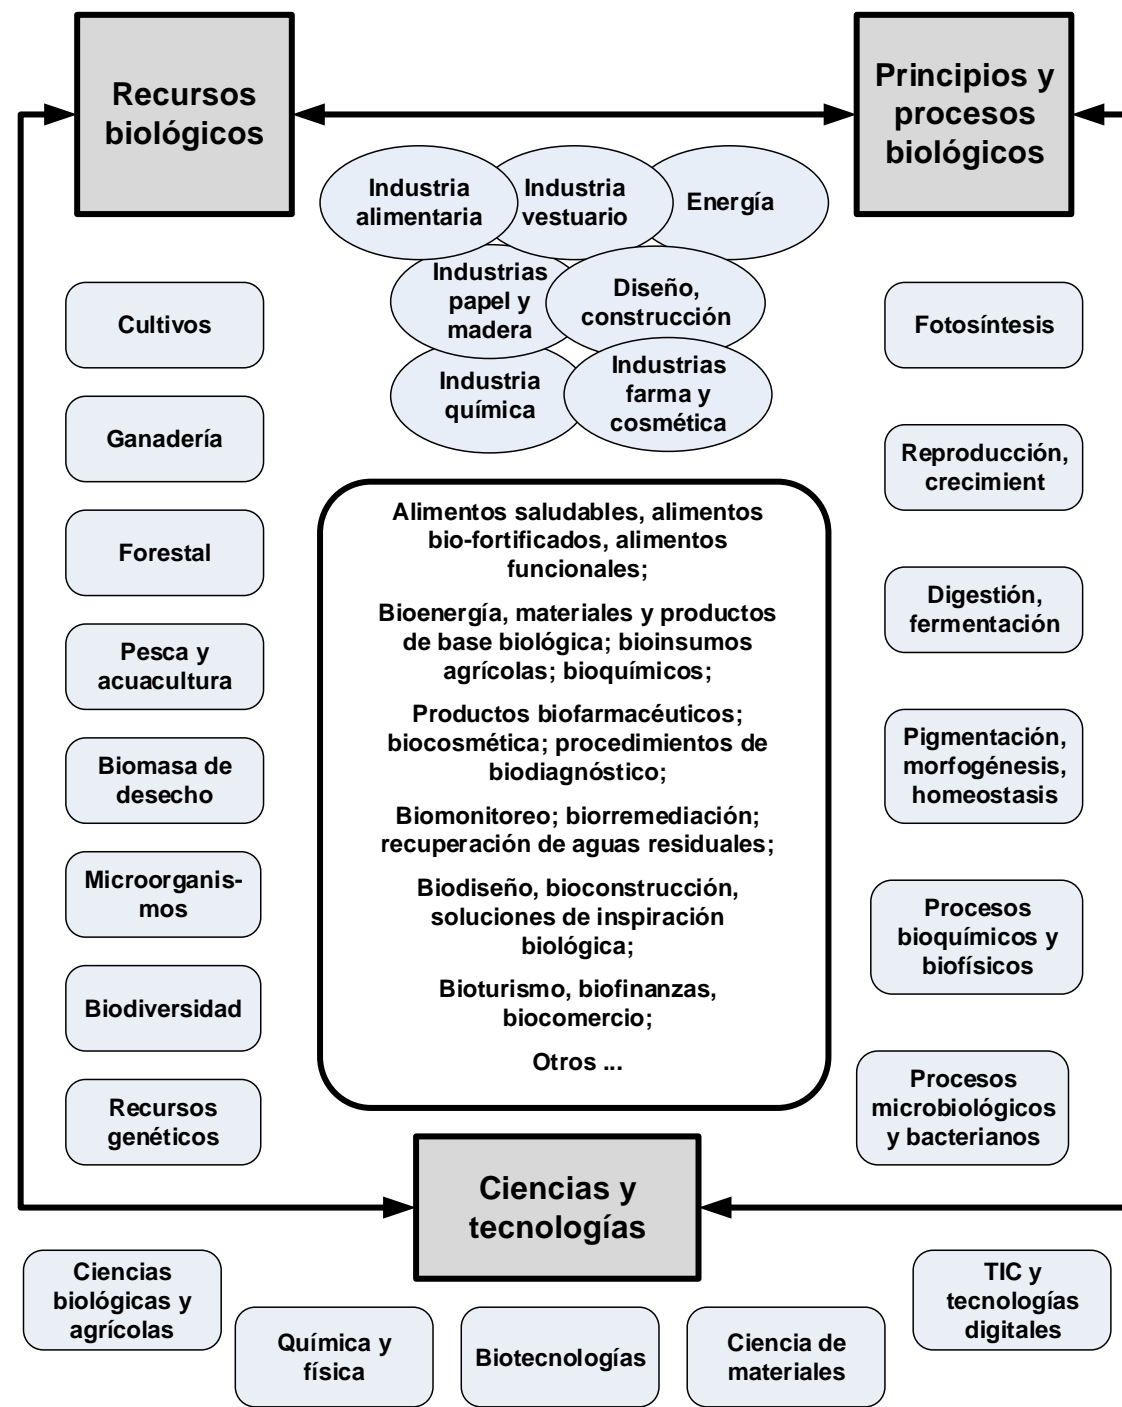 Recursos
biológicos
Principios y
procesos
biológicos
Industria
alimentaria
Industria
vestuario
Energía
Industrias
papel y
madera
Diseño,
construcción
Industria
química
Industrias
farma y
cosmética
Cultivos
Ganadería
Forestal
Pesca y
acuacultura
Biomasa de
desecho
Microorganis-
mos
Biodiversidad
Recursos
genéticos
Alimentos saludables, alimentos
bio-fortificados, alimentos
funcionales;
Bioenergía, materiales y productos
de base biológica; bioinsumos
agrícolas; bioquímicos;
Productos biofarmacéuticos;
biocosmética; procedimientos de
biodiagnóstico;
Biomonitoreo; biorremediación;
recuperación de aguas residuales;
Biodiseño, bioconstrucción,
soluciones de inspiración
biológica;
Bioturismo, biofinanzas,
biocomercio;
Otros ...
Fotosíntesis
Reproducción,
crecimient
Digestión,
fermentación
Pigmentación,
morfogénesis,
homeostasis
Procesos
bioquímicos y
biofísicos
Procesos
microbiológicos
y bacterianos
Ciencias y
tecnologías
Ciencias
biológicas y
agrícolas
Química y
física
Biotecnologías
Ciencia de
materiales
TIC y
tecnologías
digitales